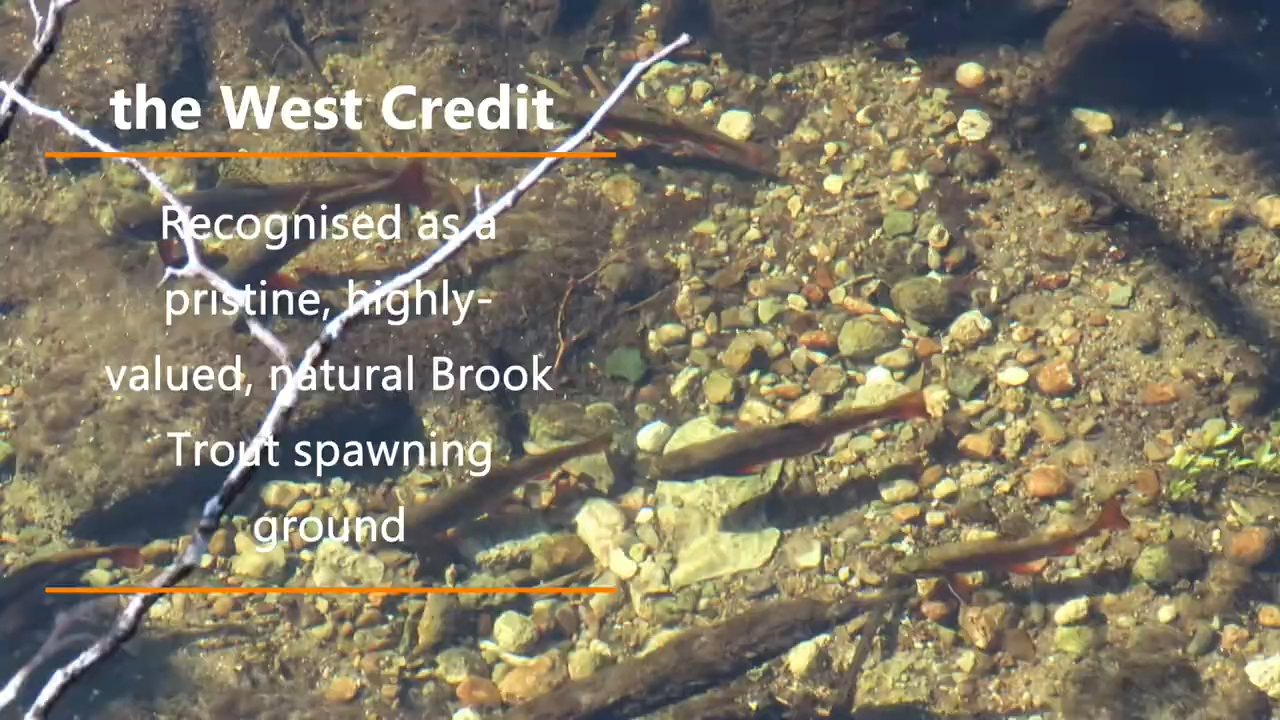 the West Credit
Recognised as a
pristine, highly-
valued, natural Brook
Trout spawning
ground